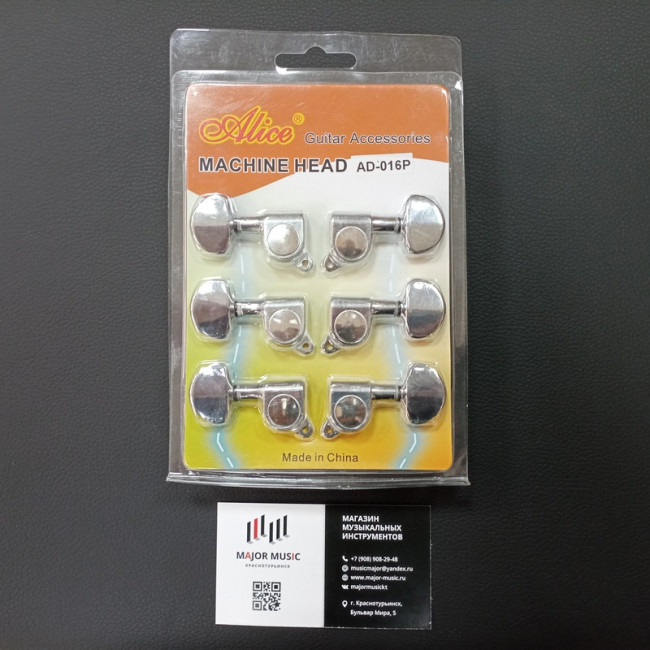 Alice®
Guitar Accessories
MACHINE HEAD AD-016P
Made in China
MAJOR MUSIC
КРАСНОТУРЬИНСК
МАГАЗИН
МУЗЫКАЛЬНЫХ
ИНСТРУМЕНТОВ
+7 (908) 908-29-48
musicmajor@yandex.ru
www.major-music.ru
majormusickt
г. Краснотурьинск,
Бульвар Мира, 5